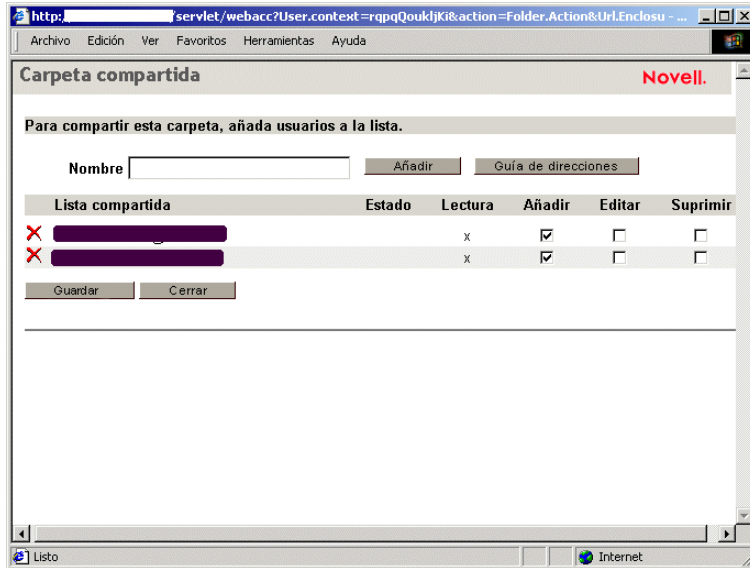 http: /servlet/webacc?User.context=rqpqQoukljKi&action=Folder.Action&Url.Enclosu - ...
Archivo Edición Ver Favoritos Herramientas Ayuda
Carpeta compartida Novell.
Para compartir esta carpeta, añada usuarios a la lista.
Nombre Añadir Guía de direcciones
Lista compartida Estado Lectura Añadir Editar Suprimir
x
x
Guardar Cerrar
Listo Internet